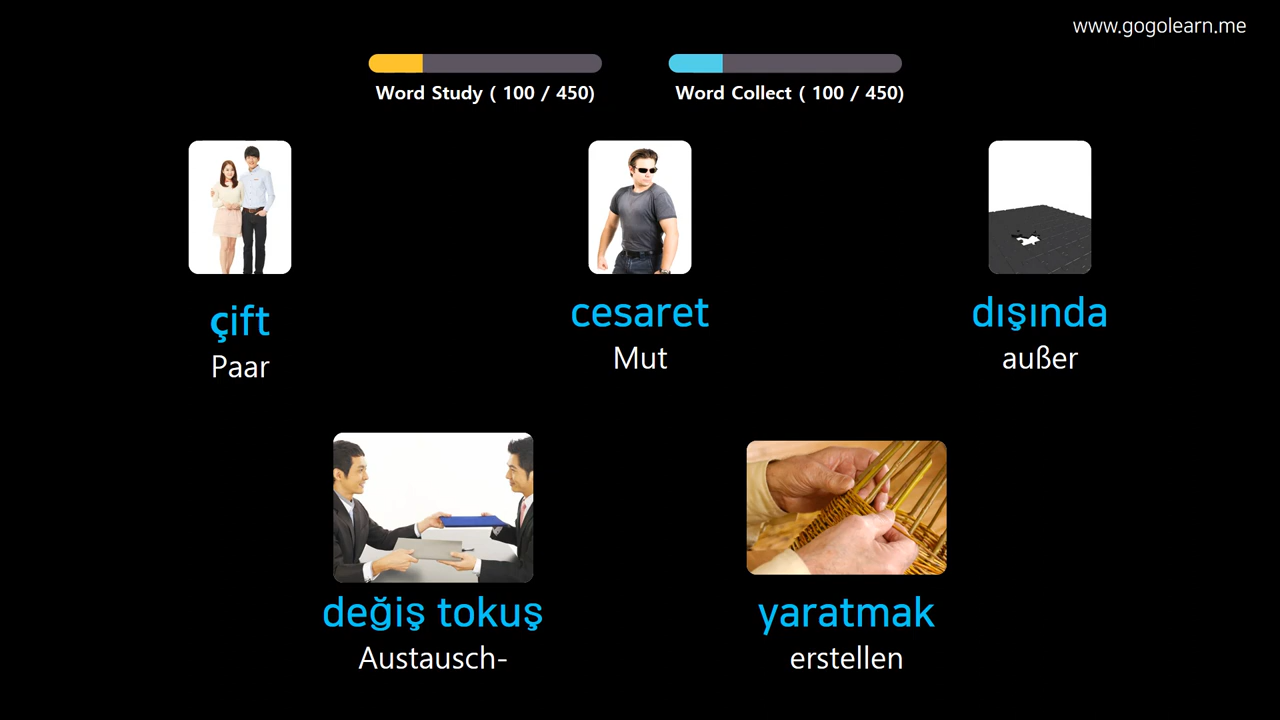 www.gogolearn.me
Word Study ( 100 / 450)
Word Collect ( 100 / 450)
çift
Paar
cesaret
Mut
dışında
außer
değiş tokuş
Austausch-
yaratmak
erstellen